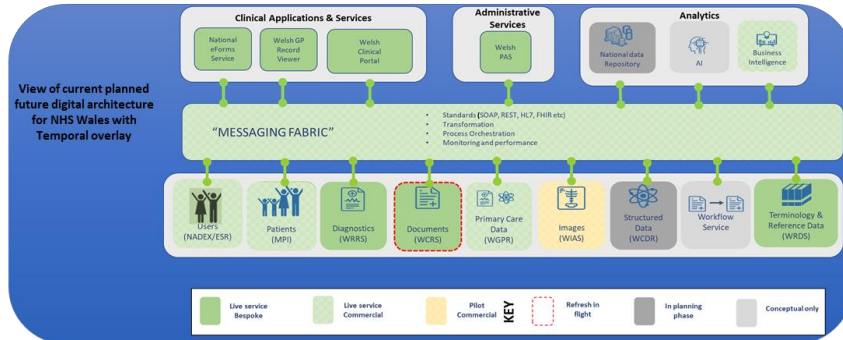 View of current planned
future digital architecture
for NHS Wales with
Temporal overlay
Clinical Applications & Services
National
eForms
Service
Welsh GP
Record
Viewer
Welsh
Clinical
Portal
Administrative
Services
Welsh
PAS
Analytics
National data
Repository
AI
Business
Intelligence
"MESSAGING FABRIC"
• Standards (SOAP, REST, HL7, FHIR etc)
• Transformation
• Process Orchestration
• Monitoring and performance
Users
(NADEX/ESR)
Patients
(MPI)
Diagnostics
(WRRS)
Documents
(WCRS)
Primary Care
Data
(WGPR)
Images
(WIAS)
Structured
Data
(WCDR)
Workflow
Service
Terminology &
Reference Data
(WRDS)
Live service
Bespoke
Live service
Commercial
Pilot
Commercial
KEY
Refresh in
flight
In planning
phase
Conceptual only